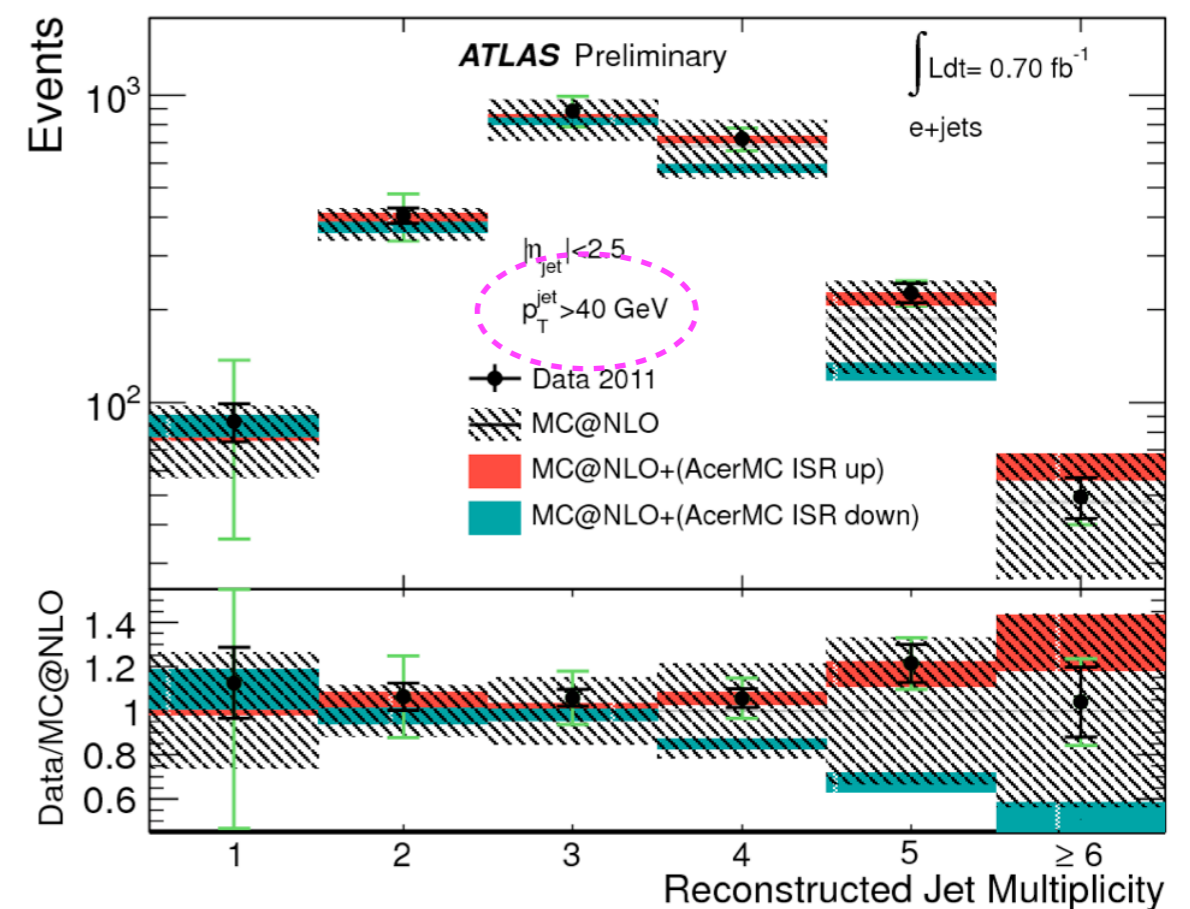 Events
ATLAS Preliminary
∫Ldt= 0.70 fb⁻¹
e+jets
10³
|η_jet|<2.5
p_T^jet>40 GeV
Data 2011
10²
MC@NLO
MC@NLO+(AcerMC ISR up)
MC@NLO+(AcerMC ISR down)
Data/MC@NLO
1.4
1.2
1
0.8
0.6
1 2 3 4 5 ≥ 6
Reconstructed Jet Multiplicity